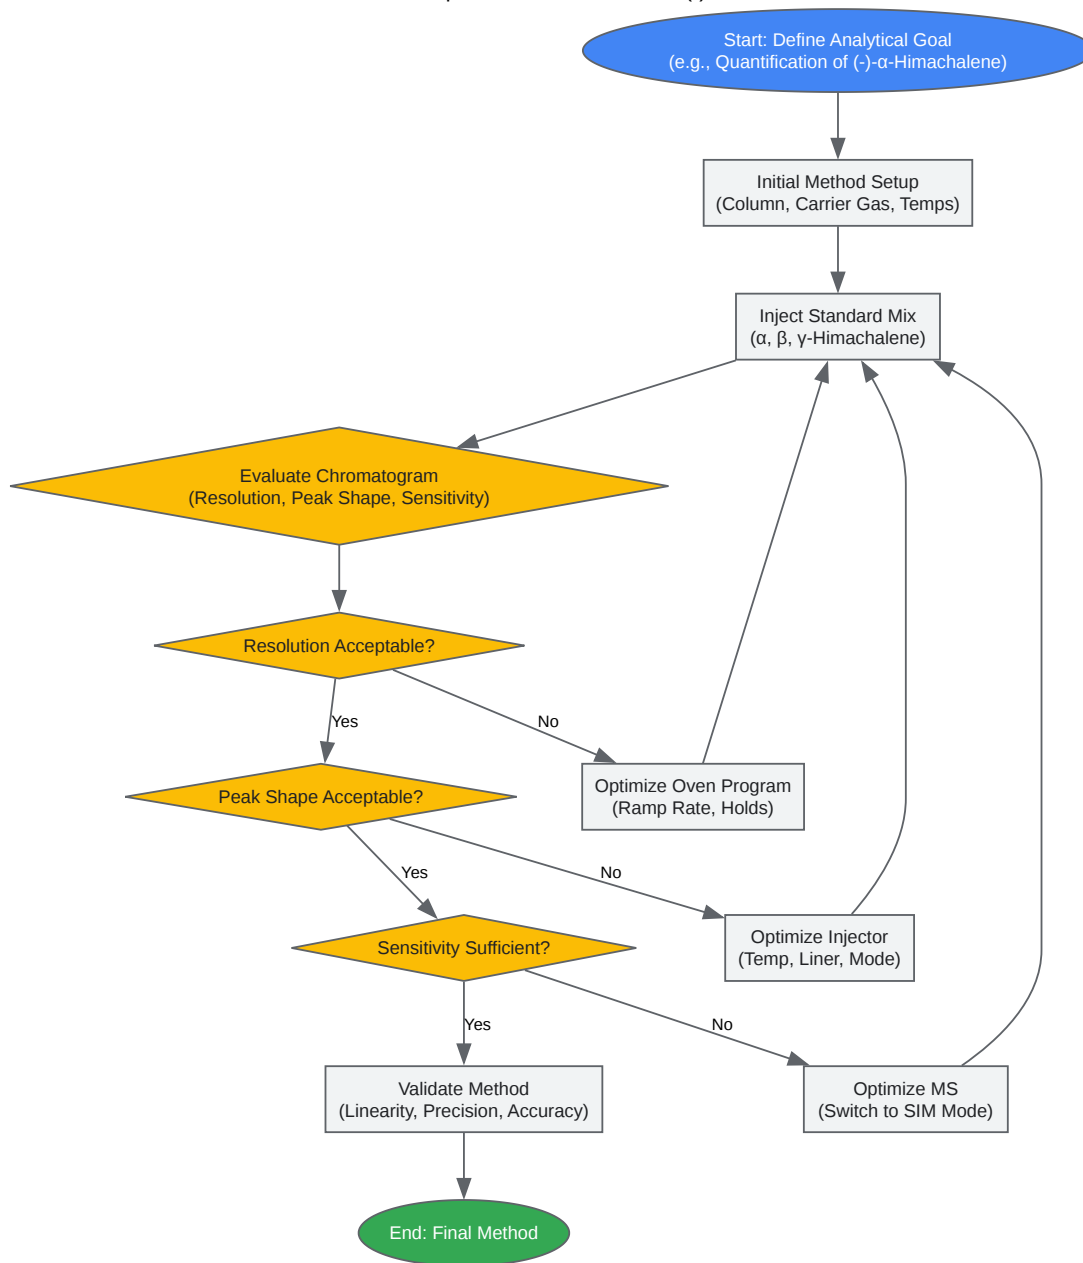 Start: Define Analytical Goal
(e.g., Quantification of (-)-α-Himachalene)
Initial Method Setup
(Column, Carrier Gas, Temps)
Inject Standard Mix
(α, β, γ-Himachalene)
Evaluate Chromatogram
(Resolution, Peak Shape, Sensitivity)
Resolution Acceptable?
Yes
No
Optimize Oven Program
(Ramp Rate, Holds)
Peak Shape Acceptable?
Yes
No
Optimize Injector
(Temp, Liner, Mode)
Sensitivity Sufficient?
Yes
No
Validate Method
(Linearity, Precision, Accuracy)
Optimize MS
(Switch to SIM Mode)
End: Final Method